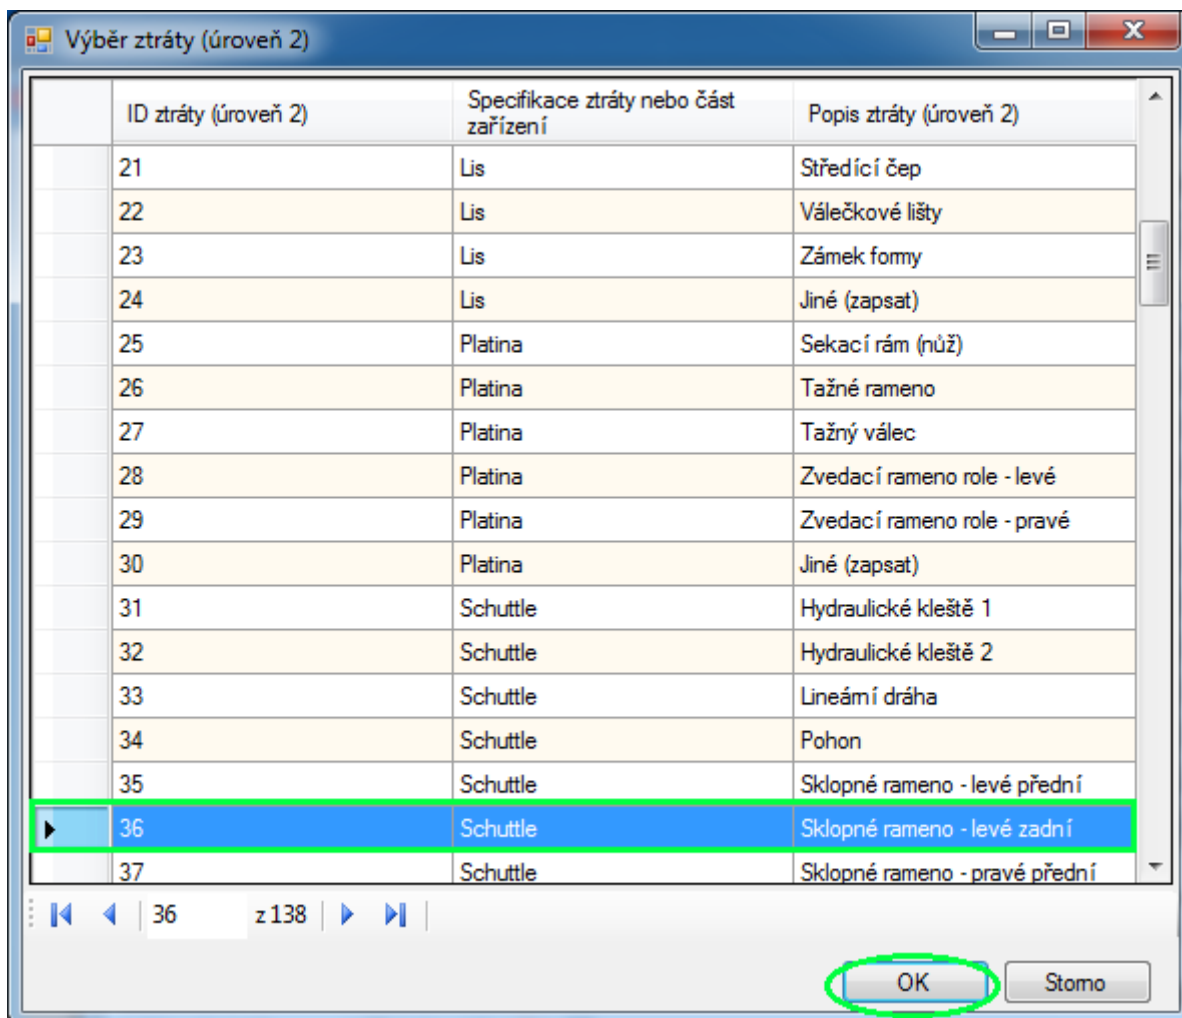 Výběr ztráty (úroveň 2)
ID ztráty (úroveň 2) Specifikace ztráty nebo část zařízení Popis ztráty (úroveň 2)
21 Lis Středící čep
22 Lis Válečkové lišty
23 Lis Zámek formy
24 Lis Jiné (zapsat)
25 Platina Sekací rám (nůž)
26 Platina Tažné rameno
27 Platina Tažný válec
28 Platina Zvedací rameno role - levé
29 Platina Zvedací rameno role - pravé
30 Platina Jiné (zapsat)
31 Schuttle Hydraulické kleště 1
32 Schuttle Hydraulické kleště 2
33 Schuttle Lineární dráha
34 Schuttle Pohon
35 Schuttle Sklopné rameno - levé přední
36 Schuttle Sklopné rameno - levé zadní
37 Schuttle Sklopné rameno - pravé přední
36 z 138
OK Storno